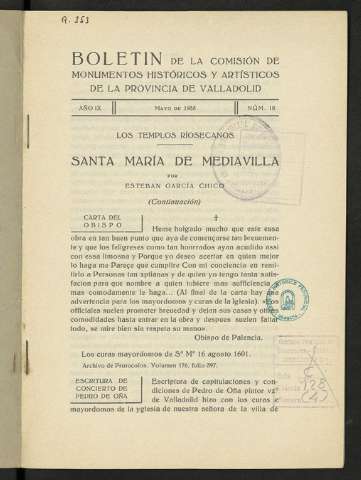 Q. 353
BOLETIN DE LA COMISIÓN DE
MONUMENTOS HISTÓRICOS Y ARTÍSTICOS
DE LA PROVINCIA DE VALLADOLID
AÑO IX MAYO DE NÚM. 18
LOS TEMPLOS RÍOSECANOS
SANTA MARÍA DE MEDIAVILLA
POR
ESTEBAN GARCÍA CHICO
(Continuación)
CARTA DEL
OBISPO
✝
Heme holgado mucho que este essa
obra en tan buen punto que aya de començarse tan breuemen-
te y que los feligreses como tan honrrados ayan acudido assi
con essa limosna y Porque yo deseo acertar en quien mejor
lo haga me Pareçe que cumplire Con mi conciencia en remi-
tirlo a Personas tan xptianas y de quien yo tengo tanta satis-
facion para que nombre a quien tubiere mas sufficiencia y
mas comodamente la haga... (Al final de la carta hay una
advertencia para los mayordomos y curas de la Iglesia) «los
officiales suelen prometer breuedad y dejan sus casas y otras
comodidades hasta entrar en la obra y despues suelen faltar
todo, se mire bien sin respeto su mano».
Obispo de Palencia.
Los curas mayordomos de Sª Mª 16 agosto 1601.
Archivo de Protocolos. Volumen 176, folio 397.
ESCRITURA DE
CONCIERTO DE
PEDRO DE OÑA
Escriptura de capitulaciones y con-
diciones de Pedro de Oña pintor vzº
de Valladolid hizo con los curas e
mayordomos de la yglesia de nuestra señora de la villa de